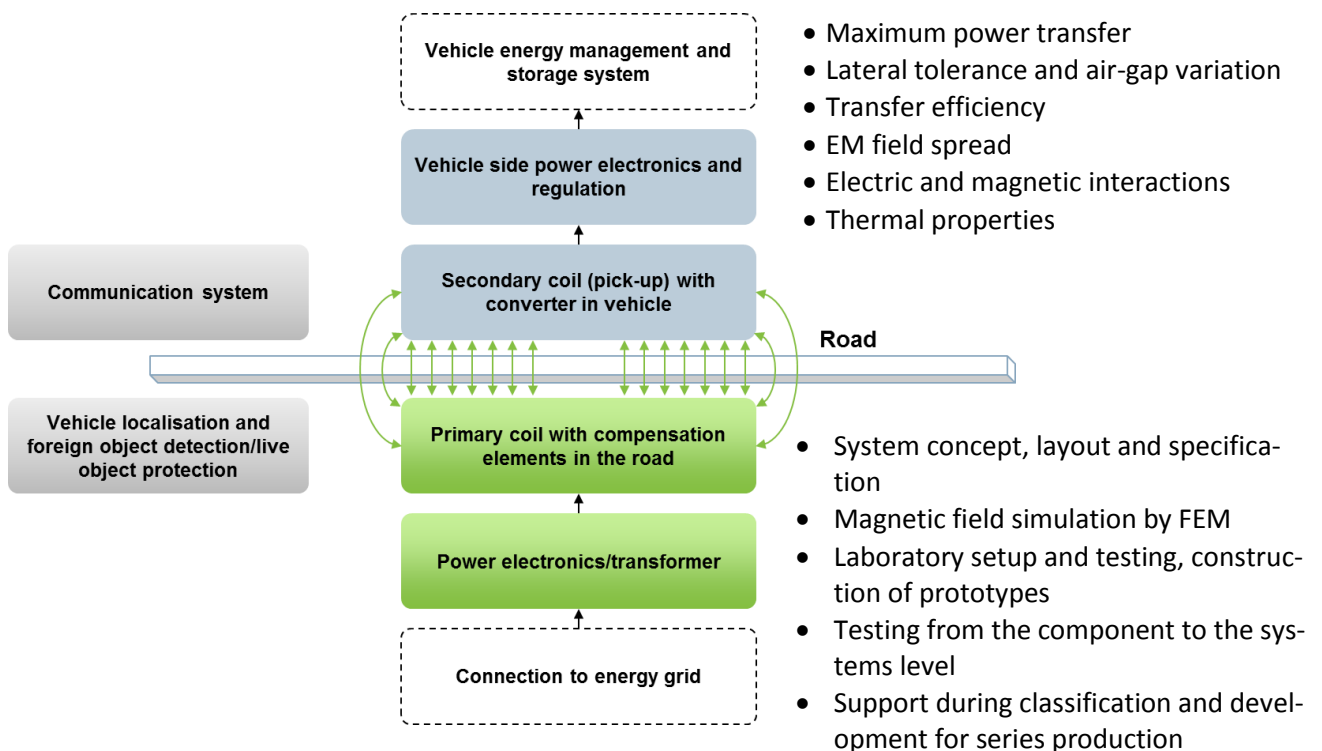 Vehicle energy management and
storage system
Vehicle side power electronics and
regulation
Communication system
Secondary coil (pick-up) with
converter in vehicle
Road
Vehicle localisation and
foreign object detection/live
object protection
Primary coil with compensation
elements in the road
Power electronics/transformer
Connection to energy grid
• Maximum power transfer
• Lateral tolerance and air-gap variation
• Transfer efficiency
• EM field spread
• Electric and magnetic interactions
• Thermal properties
• System concept, layout and specifica-
tion
• Magnetic field simulation by FEM
• Laboratory setup and testing, construc-
tion of prototypes
• Testing from the component to the sys-
tems level
• Support during classification and devel-
opment for series production